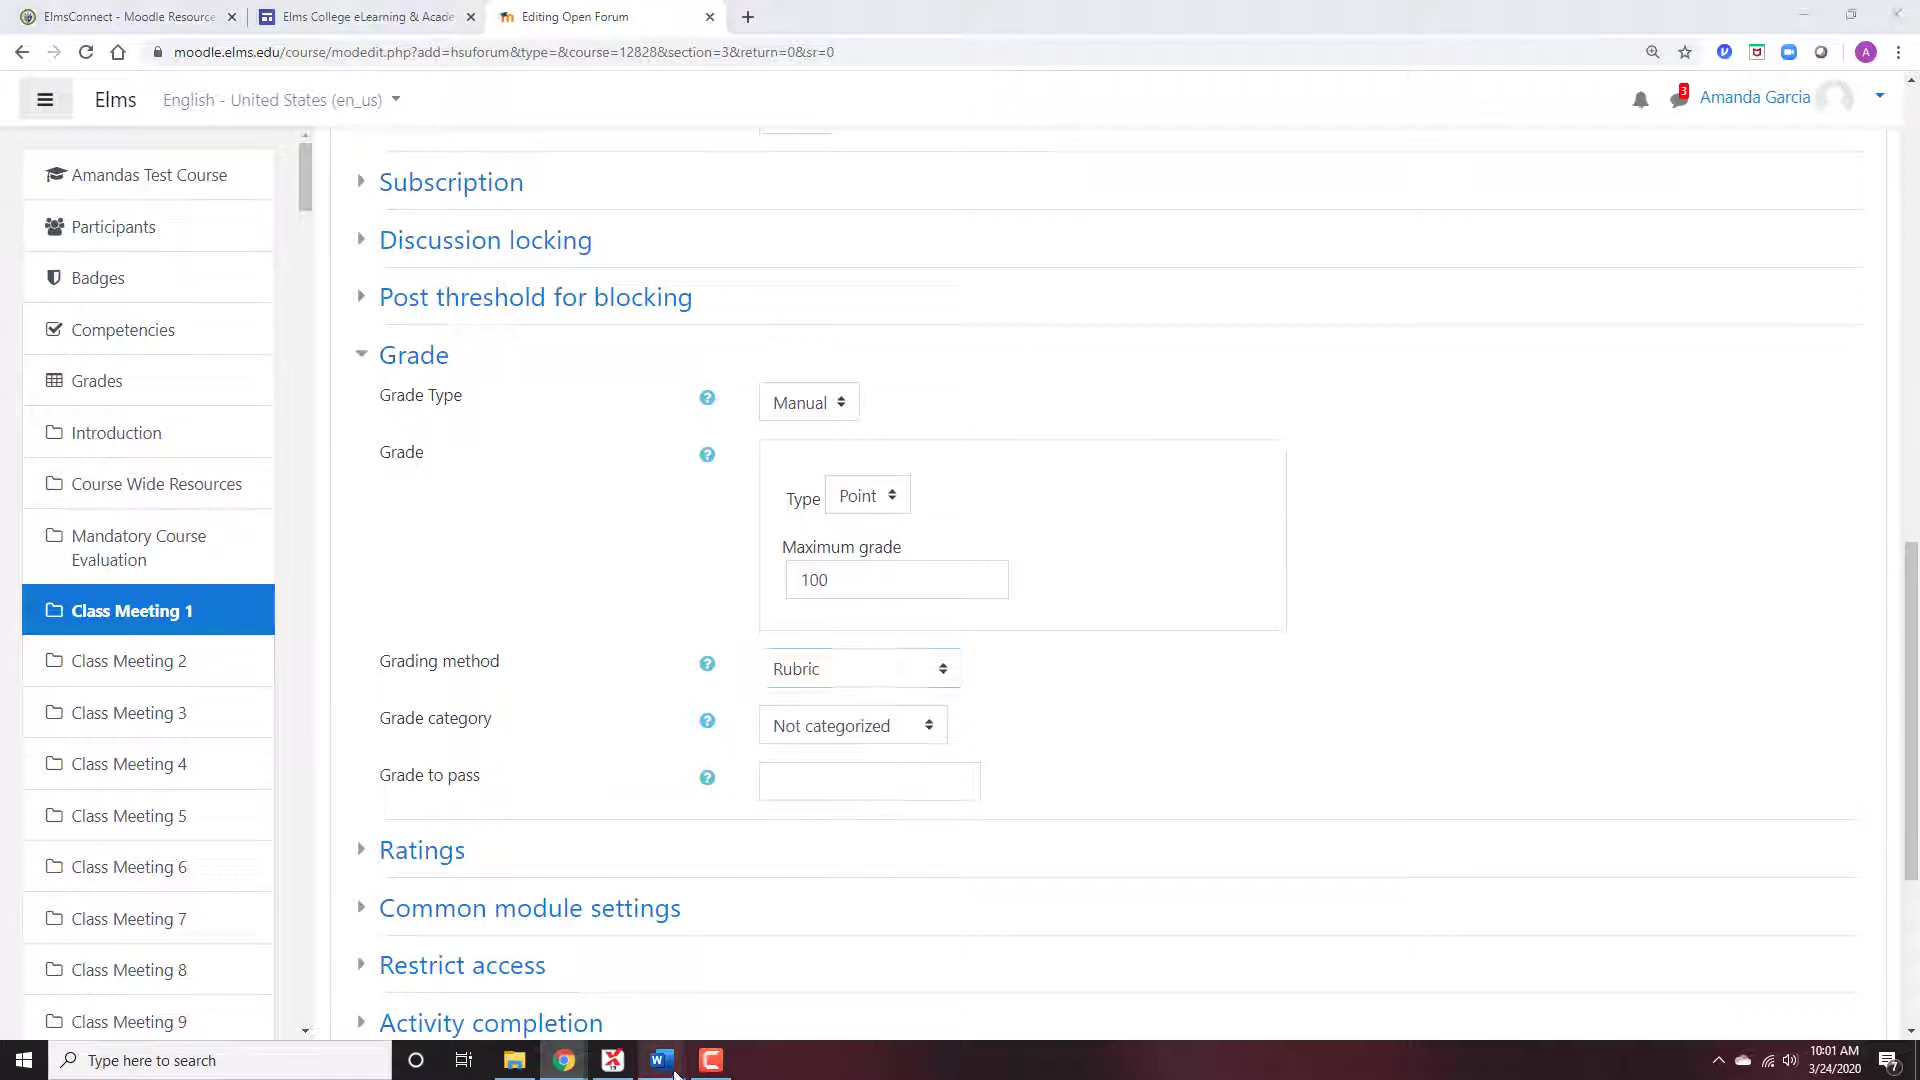 ElmsConnect - Moodle Resource
Elms College eLearning & Acade
Editing Open Forum
moodle.elms.edu/course/modedit.php?add=hsuforum&type=&course=12828&section=3&return=0&sr=0
A
Elms
English - United States (en_us)
3
Amanda Garcia
Amandas Test Course
Participants
Badges
Competencies
Grades
Introduction
Course Wide Resources
Mandatory Course
Evaluation
Class Meeting 1
Class Meeting 2
Class Meeting 3
Class Meeting 4
Class Meeting 5
Class Meeting 6
Class Meeting 7
Class Meeting 8
Class Meeting 9
Subscription
Discussion locking
Post threshold for blocking
Grade
Grade Type
Manual
Grade
Type
Point
Maximum grade
100
Grading method
Rubric
Grade category
Not categorized
Grade to pass
Ratings
Common module settings
Restrict access
Activity completion
Type here to search
10:01 AM
3/24/2020
7